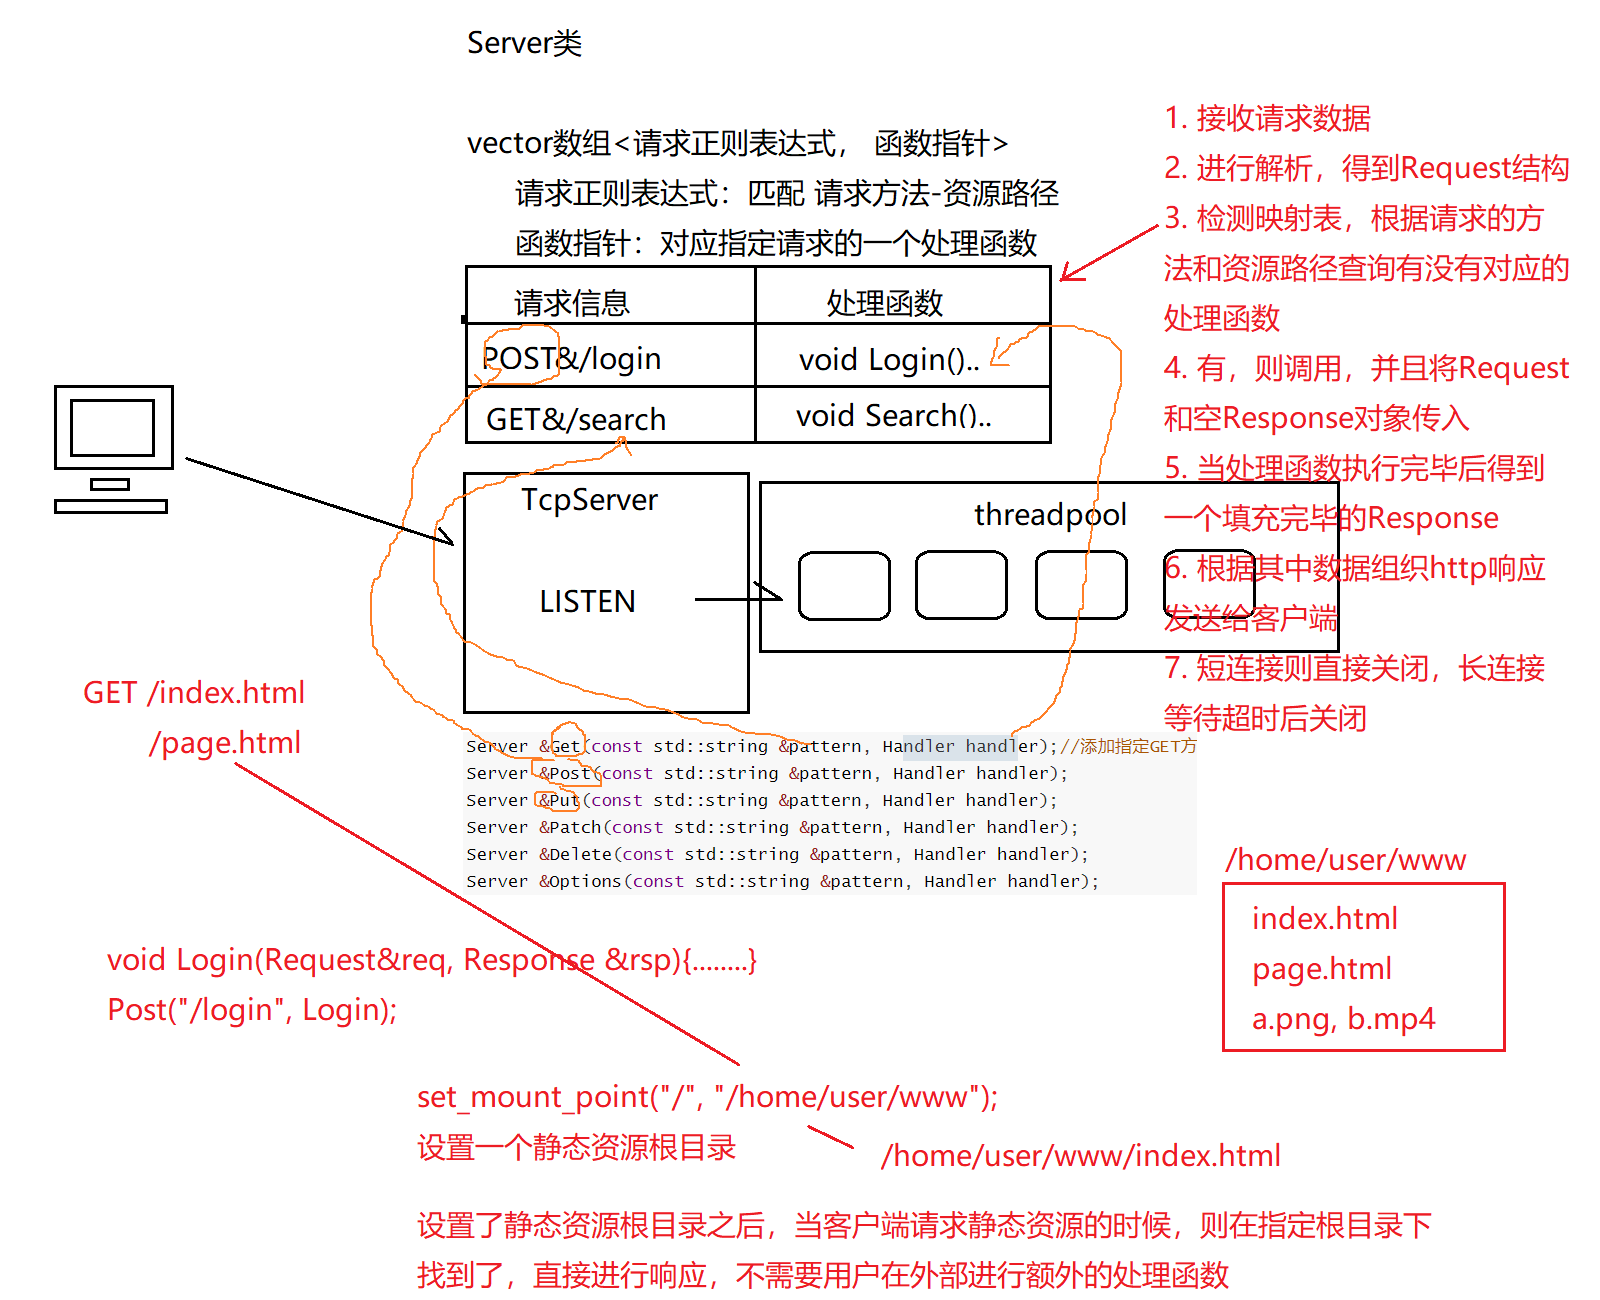 Server类
vector数组<请求正则表达式， 函数指针>
请求正则表达式：匹配 请求方法-资源路径
函数指针：对应指定请求的一个处理函数
请求信息 处理函数
POST&/login void Login()..
GET&/search void Search()..
1. 接收请求数据
2. 进行解析，得到Request结构
3. 检测映射表，根据请求的方
法和资源路径查询有没有对应的
处理函数
4. 有，则调用，并且将Request
和空Response对象传入
5. 当处理函数执行完毕后得到
一个填充完毕的Response
6. 根据其中数据组织http响应
发送给客户端
7. 短连接则直接关闭，长连接
等待超时后关闭
TcpServer
LISTEN
threadpool
GET /index.html
/page.html
Server &Get(const std::string &pattern, Handler handler);//添加指定GET方
Server &Post(const std::string &pattern, Handler handler);
Server &Put(const std::string &pattern, Handler handler);
Server &Patch(const std::string &pattern, Handler handler);
Server &Delete(const std::string &pattern, Handler handler);
Server &Options(const std::string &pattern, Handler handler);
/home/user/www
index.html
page.html
a.png, b.mp4
void Login(Request&req, Response &rsp){........}
Post("/login", Login);
set_mount_point("/", "/home/user/www");
设置一个静态资源根目录
/home/user/www/index.html
设置了静态资源根目录之后，当客户端请求静态资源的时候，则在指定根目录下
找到了，直接进行响应，不需要用户在外部进行额外的处理函数